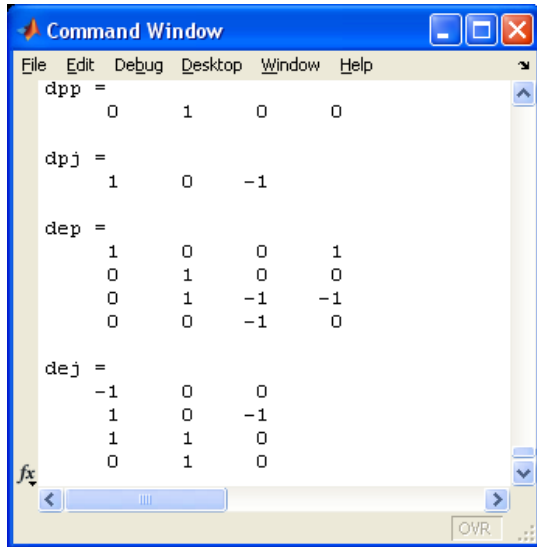 Command Window
File Edit Debug Desktop Window Help
dpp =
0 1 0 0
dpj =
1 0 -1
dep =
1 0 0 1
0 1 0 0
0 1 -1 -1
0 0 -1 0
dej =
-1 0 0
1 0 -1
1 1 0
0 1 0
fx
OVR